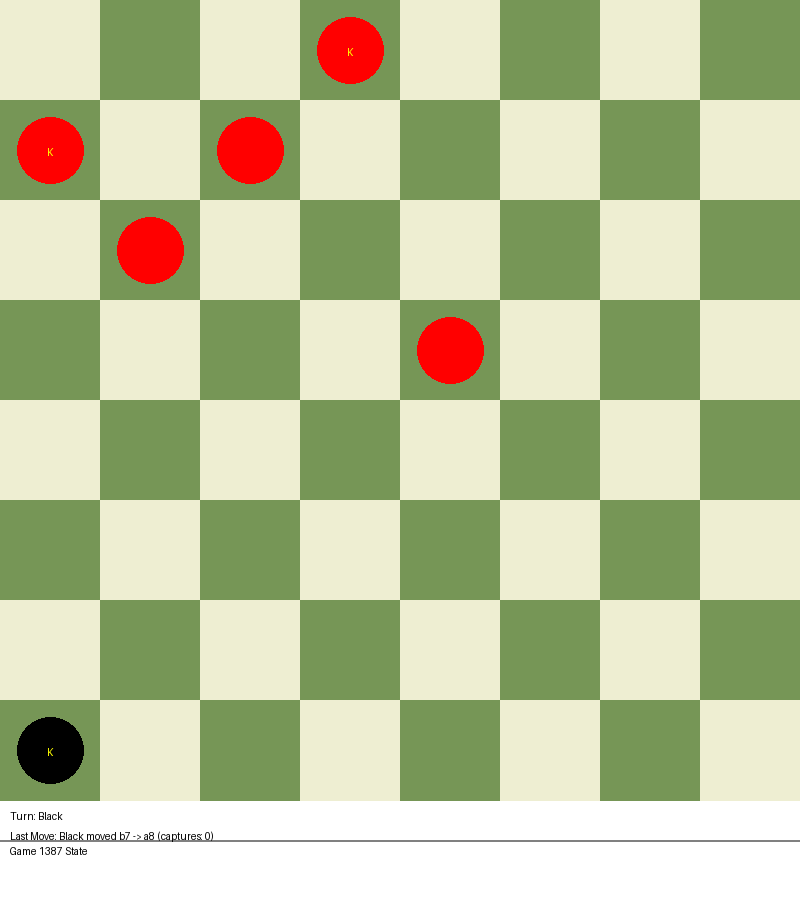 K
K
K
Turn: Black
Last Move: Black moved b7 -> a8 (captures: 0)
Game 1387 State